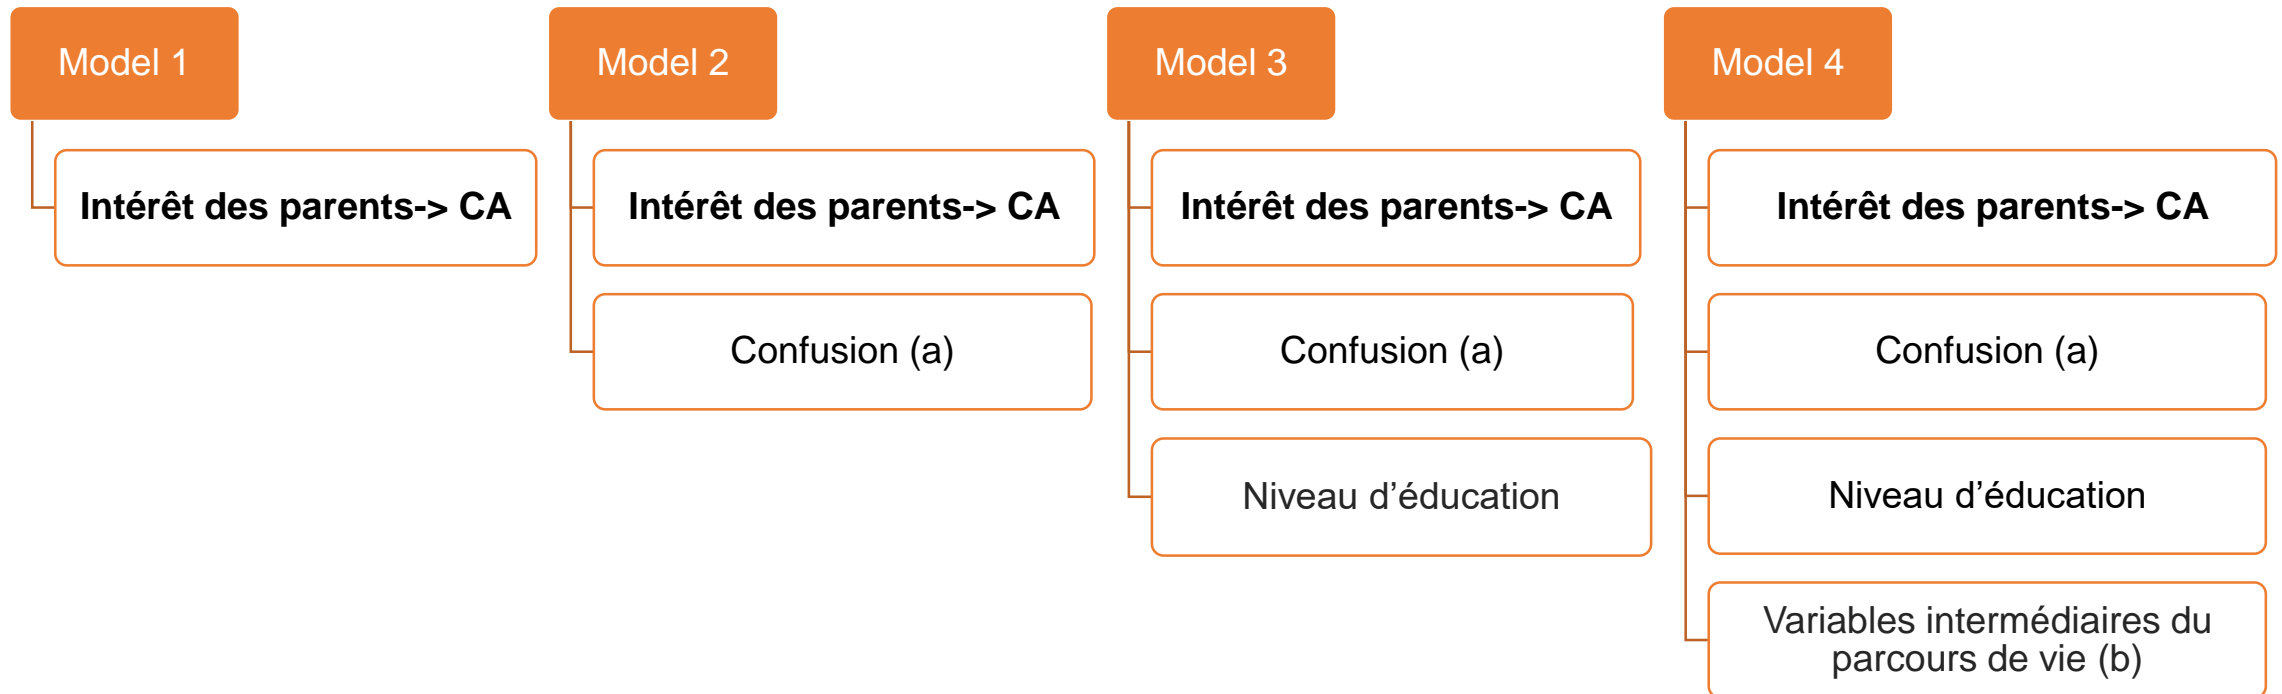 Model 1
Intérêt des parents-> CA
Model 2
Intérêt des parents-> CA
Confusion (a)
Model 3
Intérêt des parents-> CA
Confusion (a)
Niveau d’éducation
Model 4
Intérêt des parents-> CA
Confusion (a)
Niveau d’éducation
Variables intermédiaires du
parcours de vie (b)